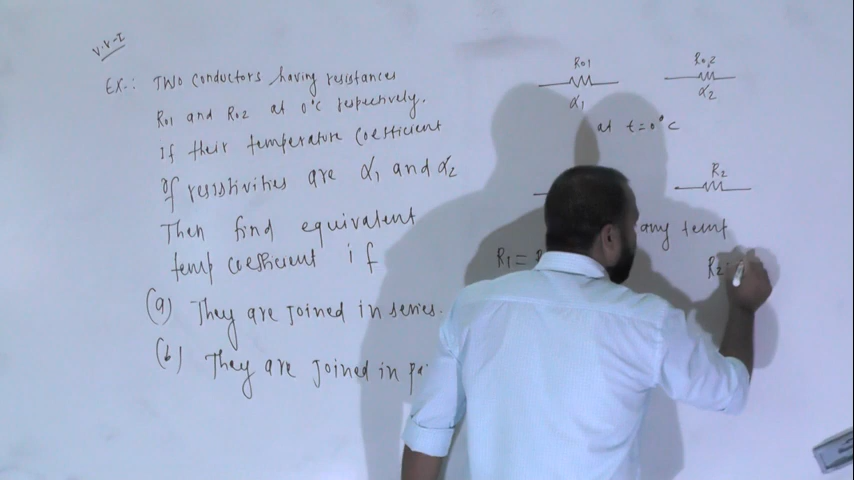 V.V.I
Ex.: Two conductors having resistances
R01 and R02 at 0°C respectively.
If their temperature coefficient
of resistivities are α1 and α2
Then find equivalent
temp coefficient if
(a) They are joined in series.
(b) They are joined in
R01 R02
α1 α2
at t=0°C
R2
any temp
R1 =
R2 =